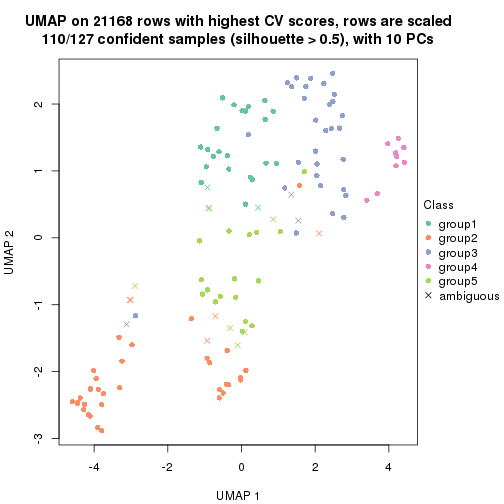 UMAP on 21168 rows with highest CV scores, rows are scaled
110/127 confident samples (silhouette > 0.5), with 10 PCs
UMAP 2
2
1
0
-1
-2
-3
-4
-2
0
2
4
UMAP 1
Class
group1
group2
group3
group4
group5
ambiguous